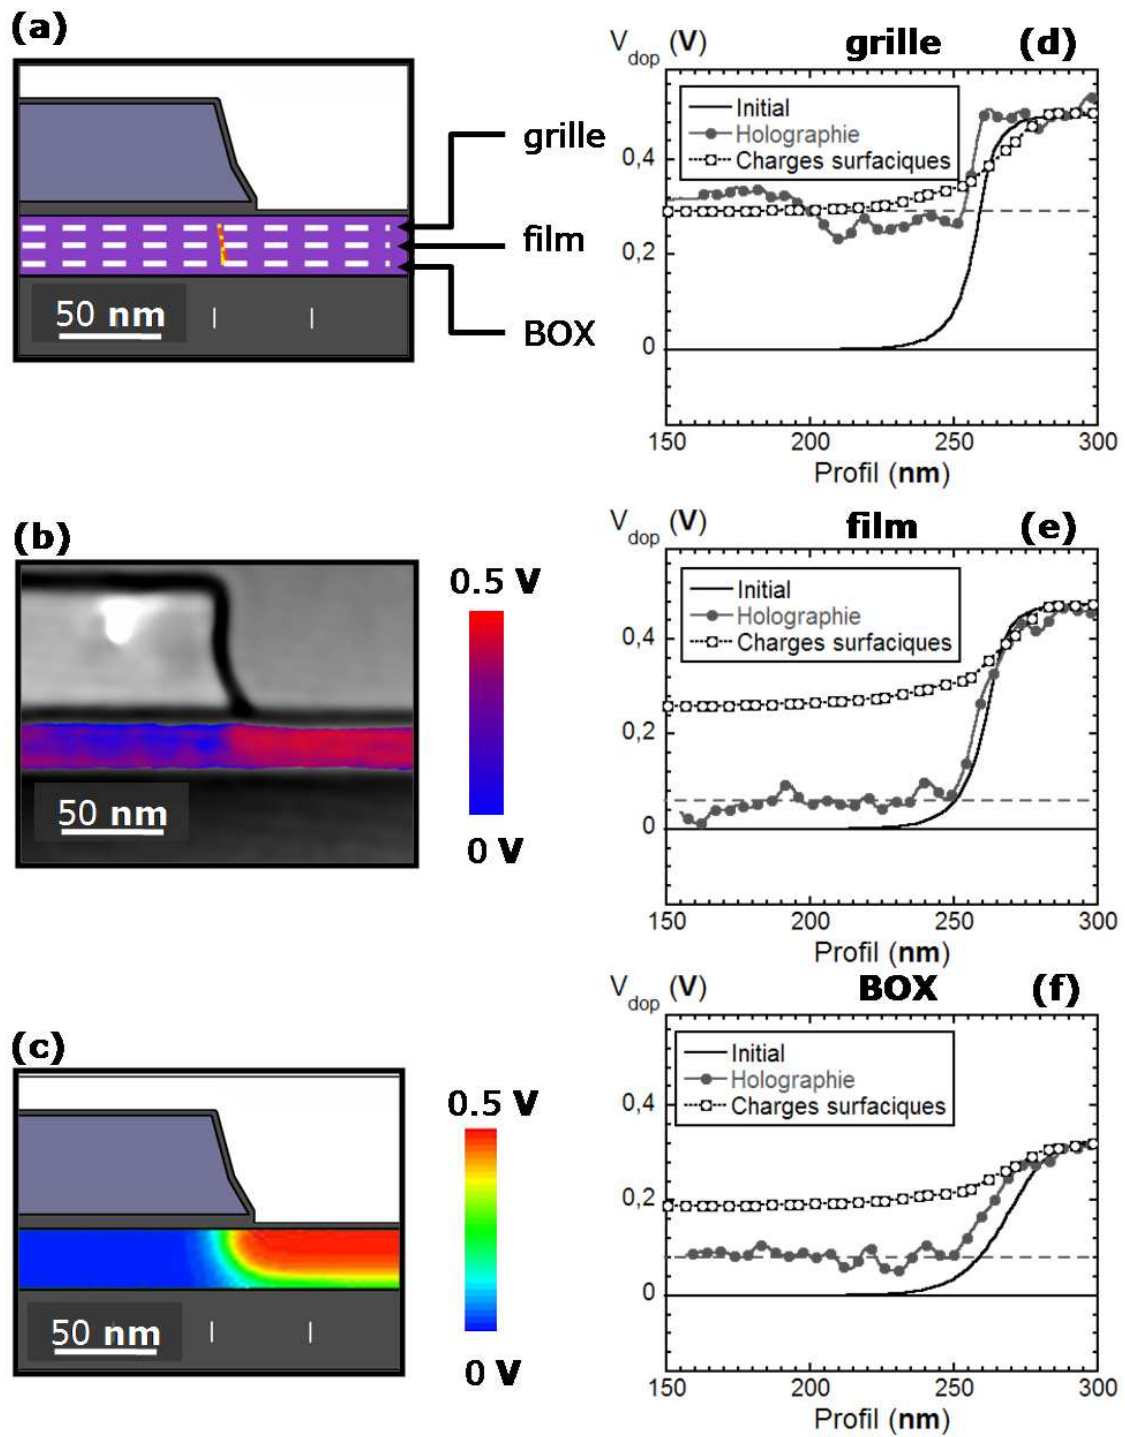 (a)
grille
film
BOX
50 nm
(b)
0.5 V
0 V
50 nm
(c)
0.5 V
0 V
50 nm
V_dop (V) grille (d)
Initial
Holographie
Charges surfaciques
0,4
0,2
0
150 200 250 300
Profil (nm)
V_dop (V) film (e)
Initial
Holographie
Charges surfaciques
0,4
0,2
0
150 200 250 300
Profil (nm)
V_dop (V) BOX (f)
Initial
Holographie
Charges surfaciques
0,4
0,2
0
150 200 250 300
Profil (nm)